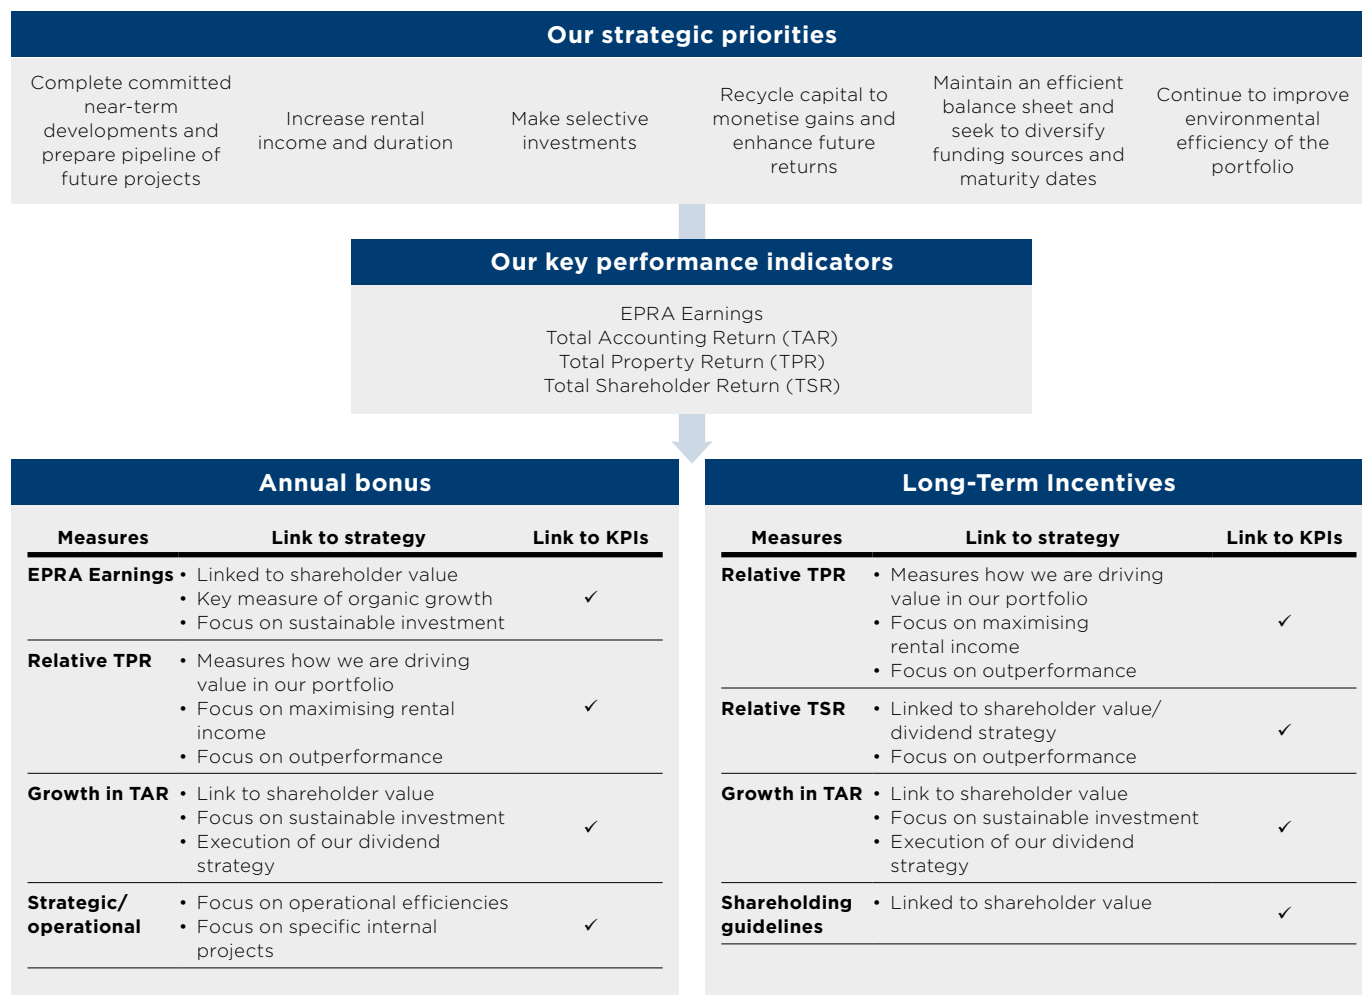 Our strategic priorities
Complete committed
near-term
developments and
prepare pipeline of
future projects
Increase rental
income and duration
Make selective
investments
Recycle capital to
monetise gains and
enhance future
returns
Maintain an efficient
balance sheet and
seek to diversify
funding sources and
maturity dates
Continue to improve
environmental
efficiency of the
portfolio
Our key performance indicators
EPRA Earnings
Total Accounting Return (TAR)
Total Property Return (TPR)
Total Shareholder Return (TSR)
Annual bonus
Measures Link to strategy Link to KPIs
EPRA Earnings • Linked to shareholder value
• Key measure of organic growth ✓
• Focus on sustainable investment
Relative TPR • Measures how we are driving
value in our portfolio
• Focus on maximising rental ✓
income
• Focus on outperformance
Growth in TAR • Link to shareholder value
• Focus on sustainable investment ✓
• Execution of our dividend
strategy
Strategic/ • Focus on operational efficiencies
operational • Focus on specific internal ✓
projects
Long-Term Incentives
Measures Link to strategy Link to KPIs
Relative TPR • Measures how we are driving
value in our portfolio
• Focus on maximising ✓
rental income
• Focus on outperformance
Relative TSR • Linked to shareholder value/
dividend strategy ✓
• Focus on outperformance
Growth in TAR • Link to shareholder value
• Focus on sustainable investment ✓
• Execution of our dividend
strategy
Shareholding • Linked to shareholder value ✓
guidelines